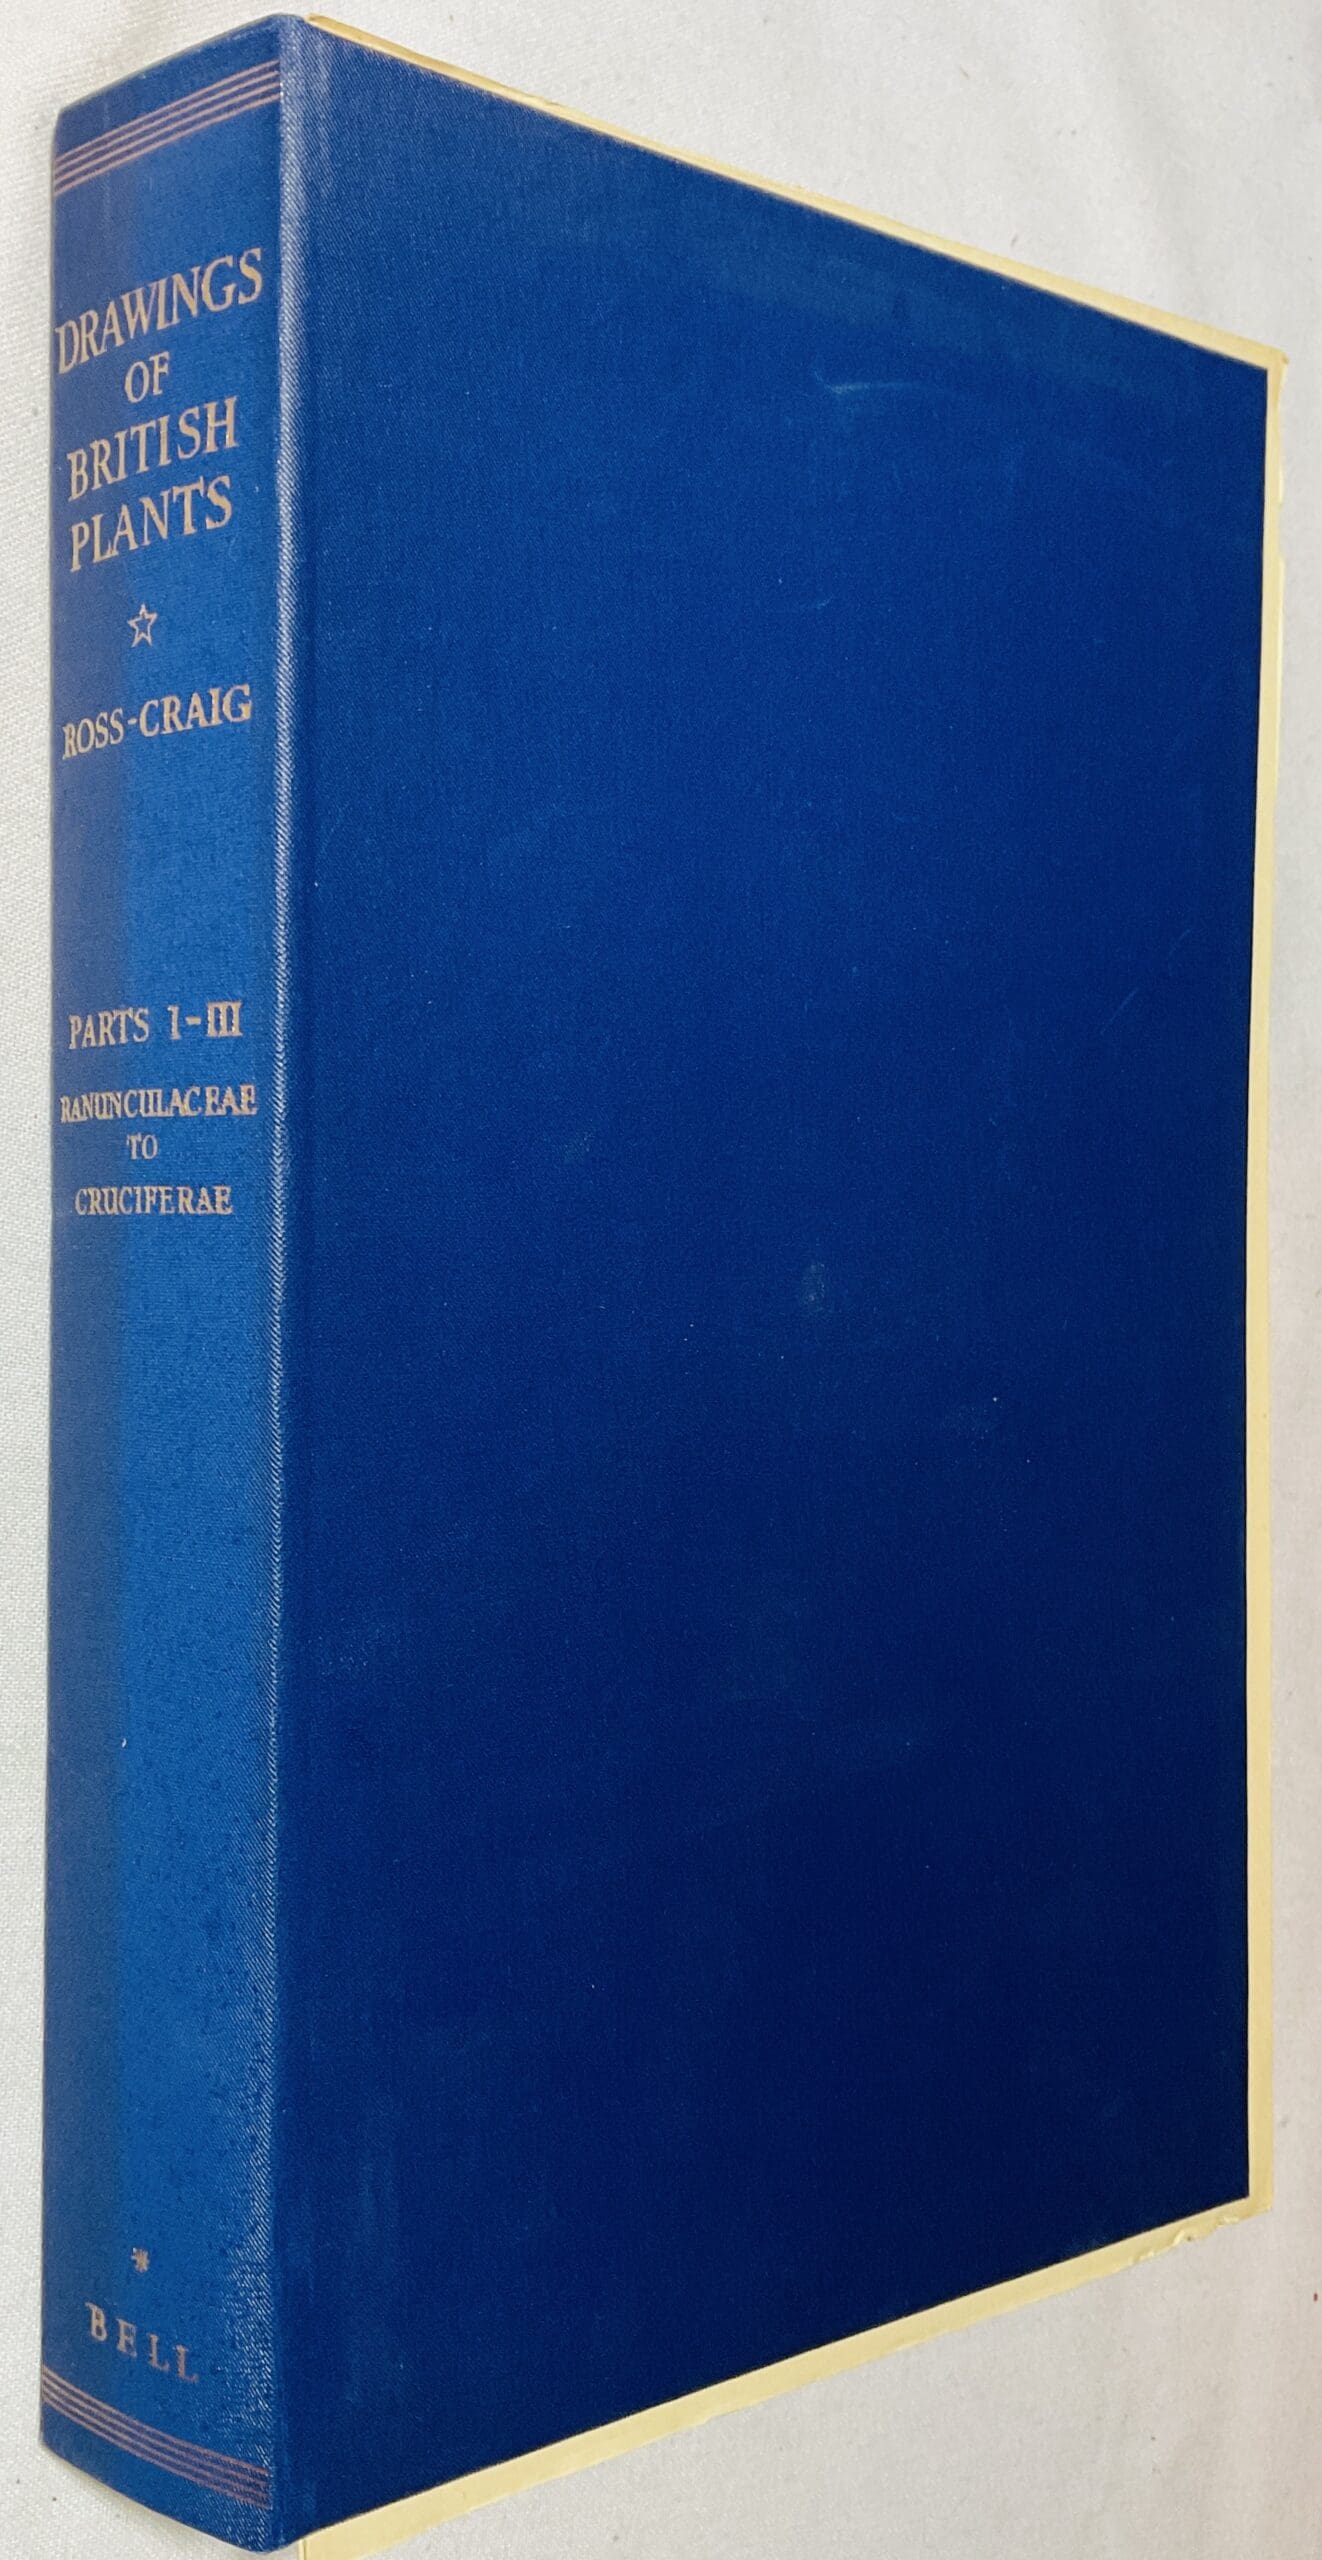 DRAWINGS
OF
BRITISH
PLANTS
ROSS-CRAIG
PARTS I-III
RANUNCULACEAE
TO
CRUCIFERAE
BELL